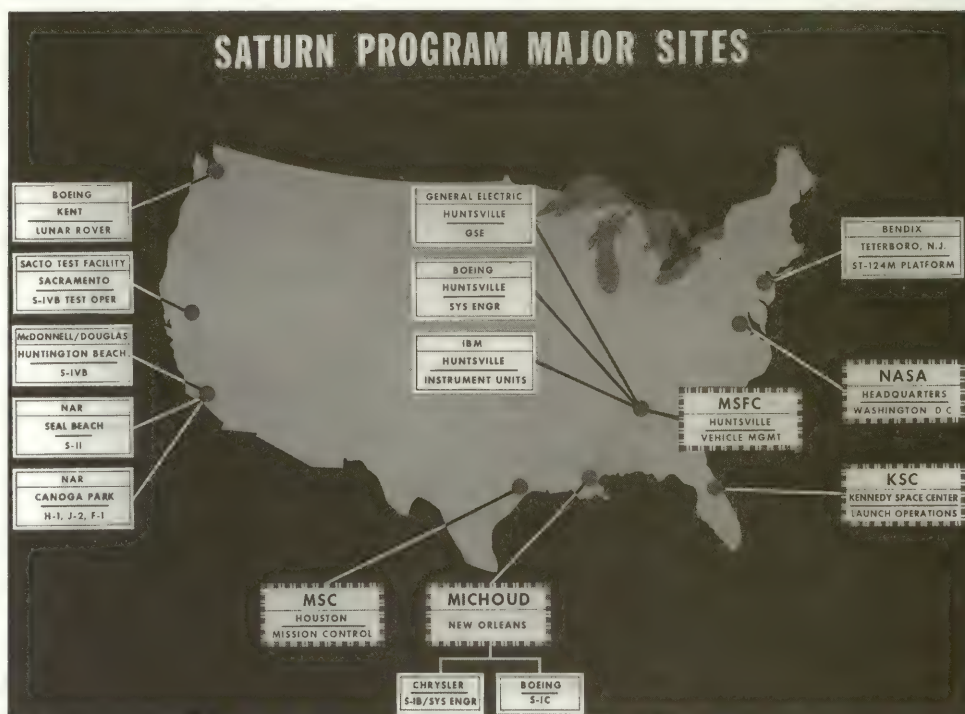 SATURN PROGRAM MAJOR SITES
BOEING
KENT
LUNAR ROVER
SACTO TEST FACILITY
SACRAMENTO
S-IVB TEST OPER
McDONNELL/DOUGLAS
HUNTINGTON BEACH
S-IVB
NAR
SEAL BEACH
S-II
NAR
CANOGA PARK
H-1, J-2, F-1
GENERAL ELECTRIC
HUNTSVILLE
GSE
BOEING
HUNTSVILLE
SYS ENGR
IBM
HUNTSVILLE
INSTRUMENT UNITS
MSFC
HUNTSVILLE
VEHICLE MGMT
BENDIX
TETERBORO, N.J.
ST-124M PLATFORM
NASA
HEADQUARTERS
WASHINGTON D C
KSC
KENNEDY SPACE CENTER
LAUNCH OPERATIONS
MSC
HOUSTON
MISSION CONTROL
MICHOUD
NEW ORLEANS
CHRYSLER
S-IB/SYS ENGR
BOEING
S-IC